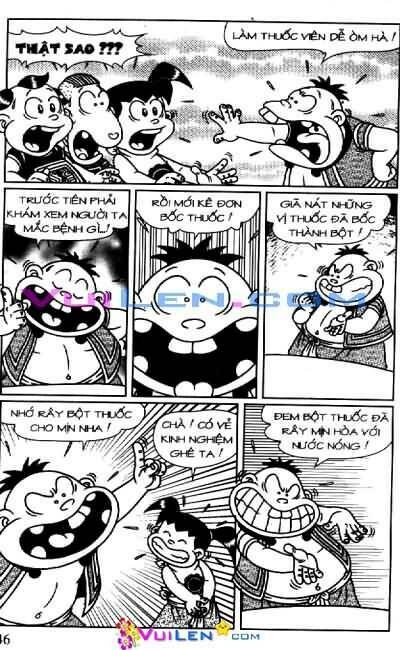 THẬT SAO ???
LÀM THUỐC VIÊN DỄ ÒM HÀ !
TRƯỚC TIÊN PHẢI
KHÁM XEM NGƯỜI TA
MẮC BỆNH GÌ...!
RỒI MỚI KÊ ĐƠN
BỐC THUỐC !
GIÃ NÁT NHỮNG
VỊ THUỐC ĐÃ BỐC
THÀNH BỘT !
VUILEN.COM
NHỚ RÂY BỘT THUỐC
CHO MỊN NHA !
CHÀ ! CÓ VẺ
KINH NGHIỆM
GHÊ TA !
ĐEM BỘT THUỐC ĐÃ
RÂY MỊN HÒA VỚI
NƯỚC NÓNG !
46
VUILEN.COM